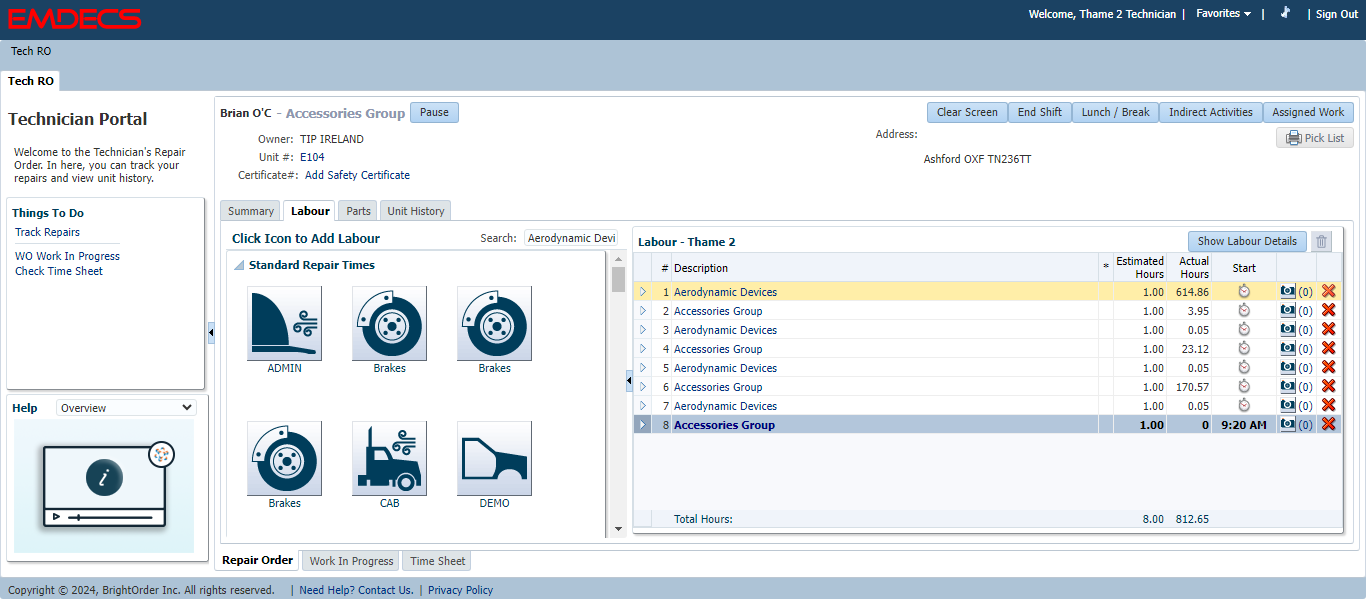 EMDECS
Welcome, Thame 2 Technician | Favorites | | Sign Out
Tech RO
Tech RO
Technician Portal
Welcome to the Technician's Repair
Order. In here, you can track your
repairs and view unit history.
Things To Do
Track Repairs
WO Work In Progress
Check Time Sheet
Help Overview
Brian O'C - Accessories Group Pause
Clear Screen End Shift Lunch / Break Indirect Activities Assigned Work
Pick List
Owner: TIP IRELAND
Unit #: E104
Certificate#: Add Safety Certificate
Address:
Ashford OXF TN236TT
Summary Labour Parts Unit History
Click Icon to Add Labour Search: Aerodynamic Devi
Standard Repair Times
ADMIN Brakes Brakes
Brakes CAB DEMO
Labour - Thame 2 Show Labour Details
# Description * Estimated Hours Actual Hours Start
1 Aerodynamic Devices 1.00 614.86 (0)
2 Accessories Group 1.00 3.95 (0)
3 Aerodynamic Devices 1.00 0.05 (0)
4 Accessories Group 1.00 23.12 (0)
5 Aerodynamic Devices 1.00 0.05 (0)
6 Accessories Group 1.00 170.57 (0)
7 Aerodynamic Devices 1.00 0.05 (0)
8 Accessories Group 1.00 0 9:20 AM (0)
Total Hours: 8.00 812.65
Repair Order Work In Progress Time Sheet
Copyright © 2024, BrightOrder Inc. All rights reserved. | Need Help? Contact Us. | Privacy Policy